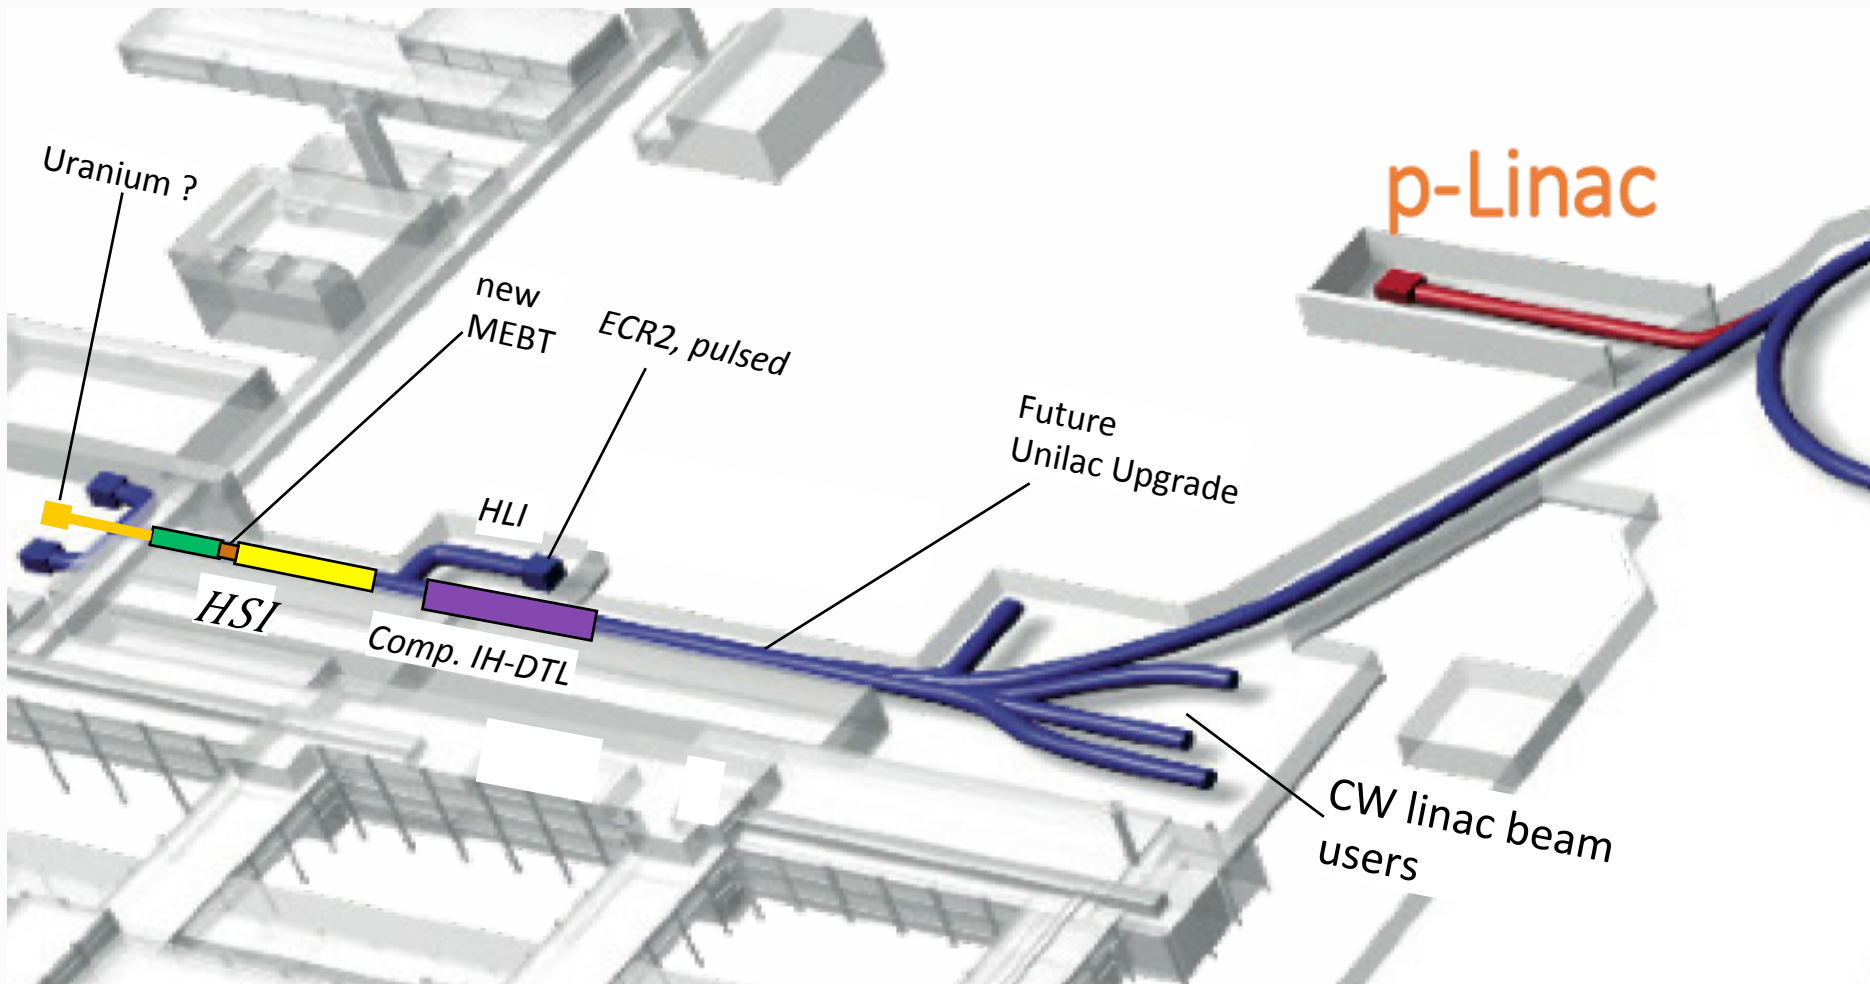 p-Linac
Uranium ?
new
MEBT
ECR2, pulsed
Future
Unilac Upgrade
HLI
HSI
Comp. IH-DTL
CW linac beam
users